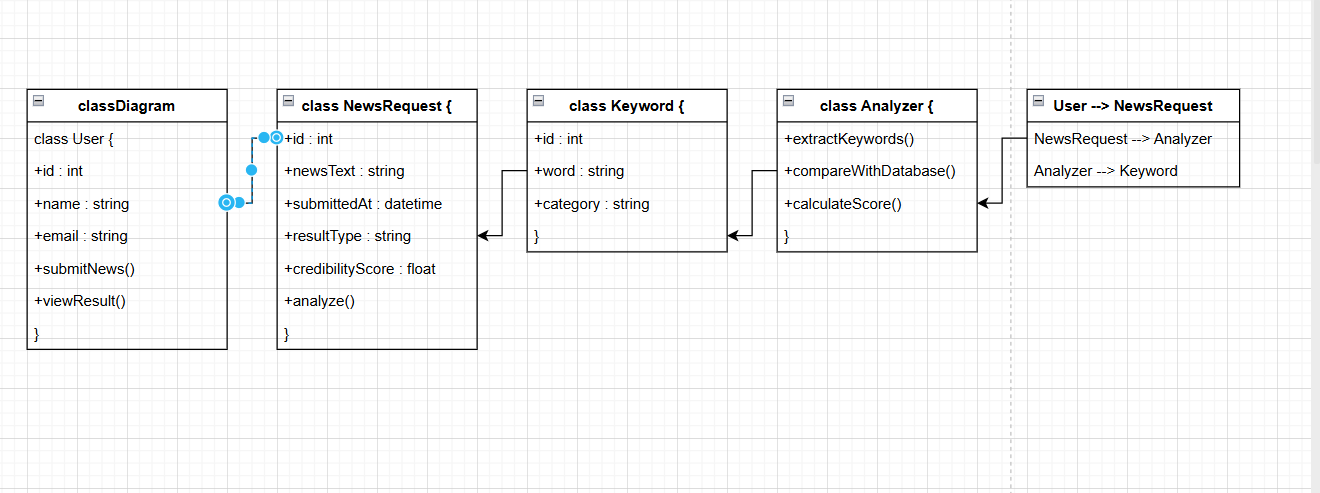 classDiagram
class User {
+id : int
+name : string
+email : string
+submitNews()
+viewResult()
}
class NewsRequest {
+id : int
+newsText : string
+submittedAt : datetime
+resultType : string
+credibilityScore : float
+analyze()
}
class Keyword {
+id : int
+word : string
+category : string
}
class Analyzer {
+extractKeywords()
+compareWithDatabase()
+calculateScore()
}
User --> NewsRequest
NewsRequest --> Analyzer
Analyzer --> Keyword